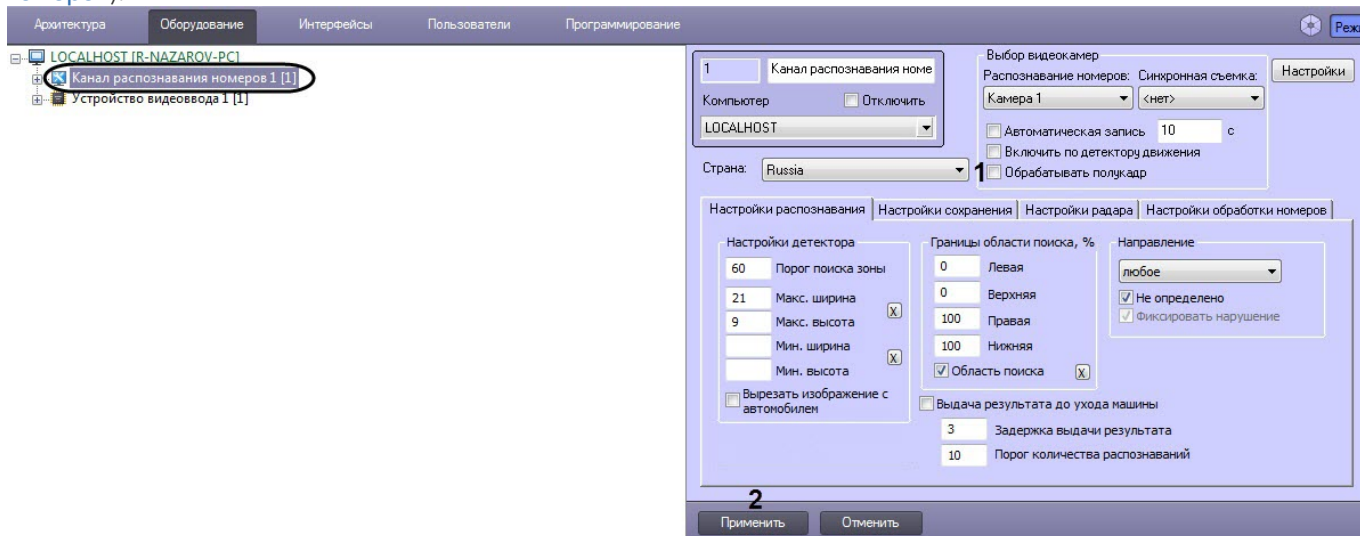 Архитектура Оборудование Интерфейсы Пользователи Программирование
LOCALHOST [R-NAZAROV-PC]
Канал распознавания номеров 1 [1]
Устройство видеоввода 1 [1]
1 Канал распознавания номе
Компьютер Отключить
LOCALHOST
Страна: Russia
Выбор видеокамер
Распознавание номеров: Синхронная съемка: Настройки
Камера 1 <нет>
Автоматическая запись 10 с
Включить по детектору движения
1 Обрабатывать полукадр
Настройки распознавания Настройки сохранения Настройки радара Настройки обработки номеров
Настройки детектора
60 Порог поиска зоны
21 Макс. ширина
9 Макс. высота
X
Мин. ширина
Мин. высота
X
Вырезать изображение с
автомобилем
Границы области поиска, %
0 Левая
0 Верхняя
100 Правая
100 Нижняя
Область поиска X
Направление
любое
Не определено
Фиксировать нарушение
Выдача результата до ухода машины
3 Задержка выдачи результата
10 Порог количества распознаваний
2
Применить Отменить